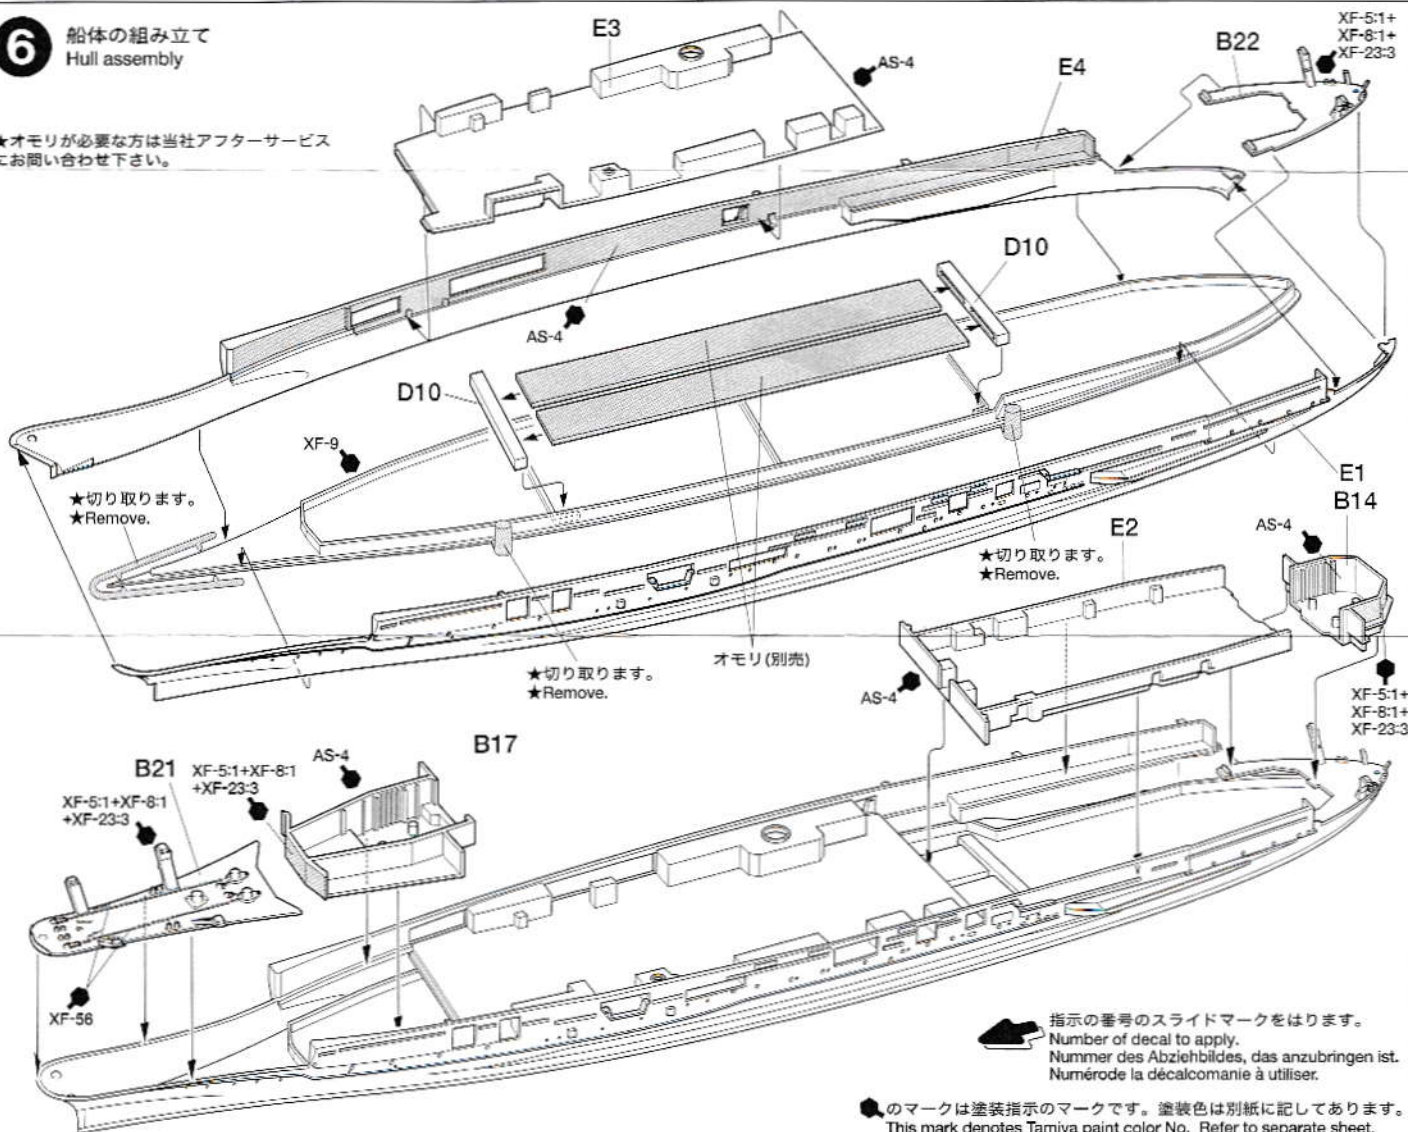 6
船体の組み立て
Hull assembly
★オモリが必要な方は当社アフターサービス
にお問い合わせ下さい。
E3
AS-4
E4
B22
XF-5:1+
XF-8:1+
XF-23:3
AS-4
D10
D10
XF-9
★切り取ります。
★Remove.
★切り取ります。
★Remove.
オモリ(別売)
★切り取ります。
★Remove.
E1
B14
AS-4
E2
AS-4
XF-5:1+
XF-8:1+
XF-23:3
B17
AS-4
B21
XF-5:1+XF-8:1
+XF-23:3
XF-5:1+XF-8:1
+XF-23:3
XF-56
指示の番号のスライドマークをはります。
Number of decal to apply.
Nummer des Abziehbildes, das anzubringen ist.
Numérode la décalcomanie à utiliser.
のマークは塗装指示のマークです。塗装色は別紙に記してあります。
This mark denotes Tamiya paint color No. Refer to separate sheet.